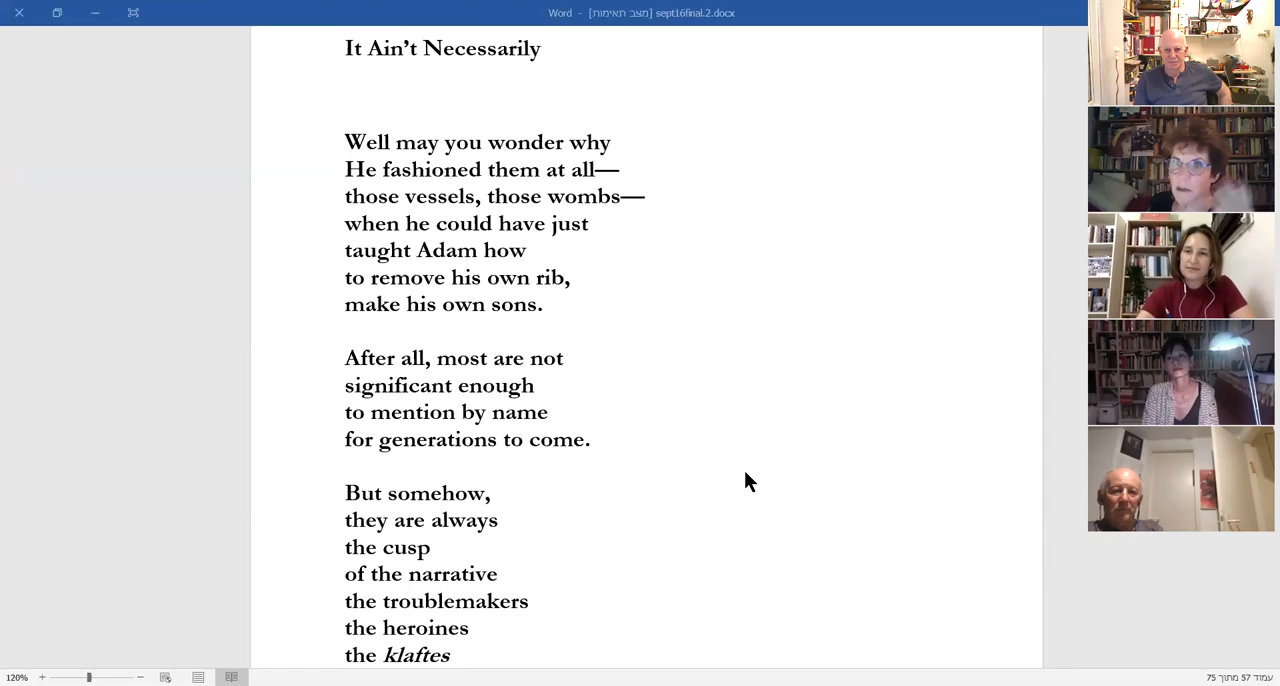 Word - [מצב תאימות] sept16final.2.docx
It Ain’t Necessarily
Well may you wonder why
He fashioned them at all—
those vessels, those wombs—
when he could have just
taught Adam how
to remove his own rib,
make his own sons.
After all, most are not
significant enough
to mention by name
for generations to come.
But somehow,
they are always
the cusp
of the narrative
the troublemakers
the heroines
the klaftes
120%
עמוד 57 מתוך 75